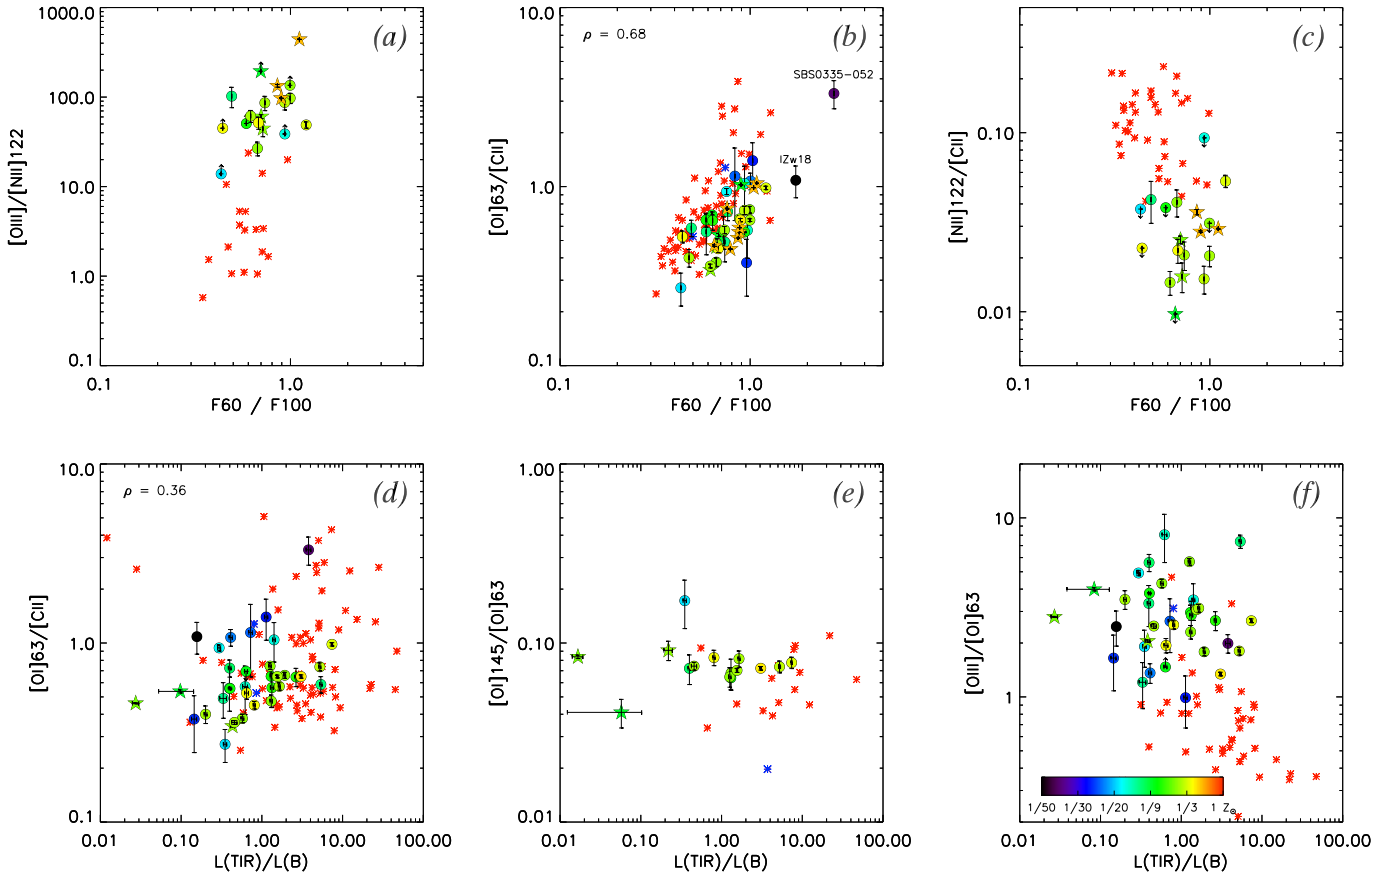 1000.0
100.0
10.0
1.0
0.1
[OIII]/[NII]122
(a)
0.1
1.0
F60 / F100
10.0
1.0
0.1
[OI]63/[CII]
ρ = 0.68
(b)
SBS0335-052
IZw18
0.1
1.0
F60 / F100
0.10
0.01
[NII]122/[CII]
(c)
0.1
1.0
F60 / F100
10.0
1.0
0.1
[OI]63/[CII]
ρ = 0.36
(d)
0.01
0.10
1.00
10.00
100.00
L(TIR)/L(B)
1.00
0.10
0.01
[OI]145/[OI]63
(e)
0.01
0.10
1.00
10.00
100.00
L(TIR)/L(B)
10
1
[OIII]/[OI]63
(f)
1/50 1/30 1/20 1/9 1/3 1 Z⊙
0.01
0.10
1.00
10.00
100.00
L(TIR)/L(B)